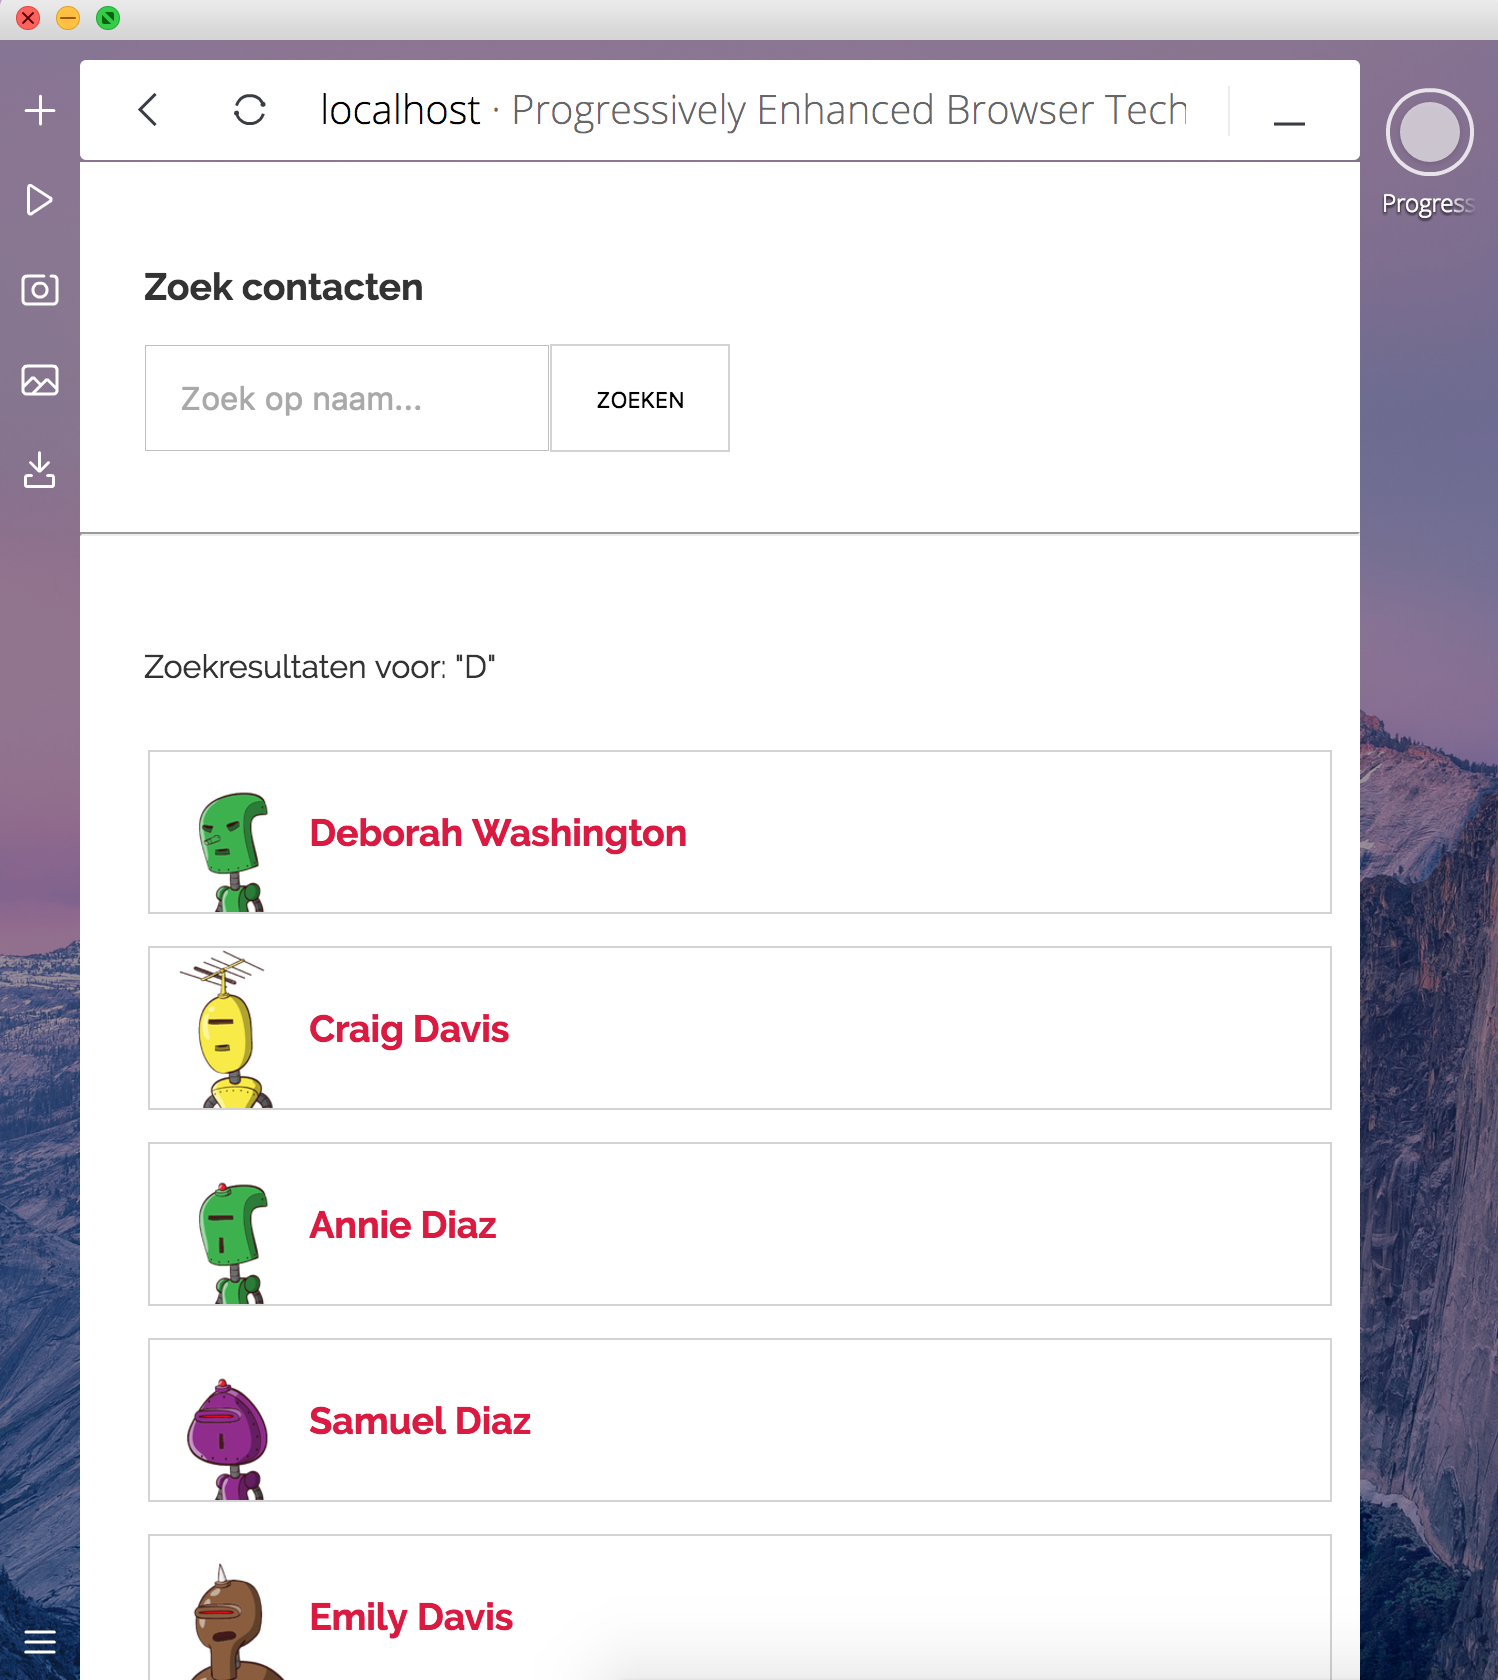 localhost · Progressively Enhanced Browser Tech
Progress
Zoek contacten
Zoek op naam...
ZOEKEN
Zoekresultaten voor: "D"
Deborah Washington
Craig Davis
Annie Diaz
Samuel Diaz
Emily Davis